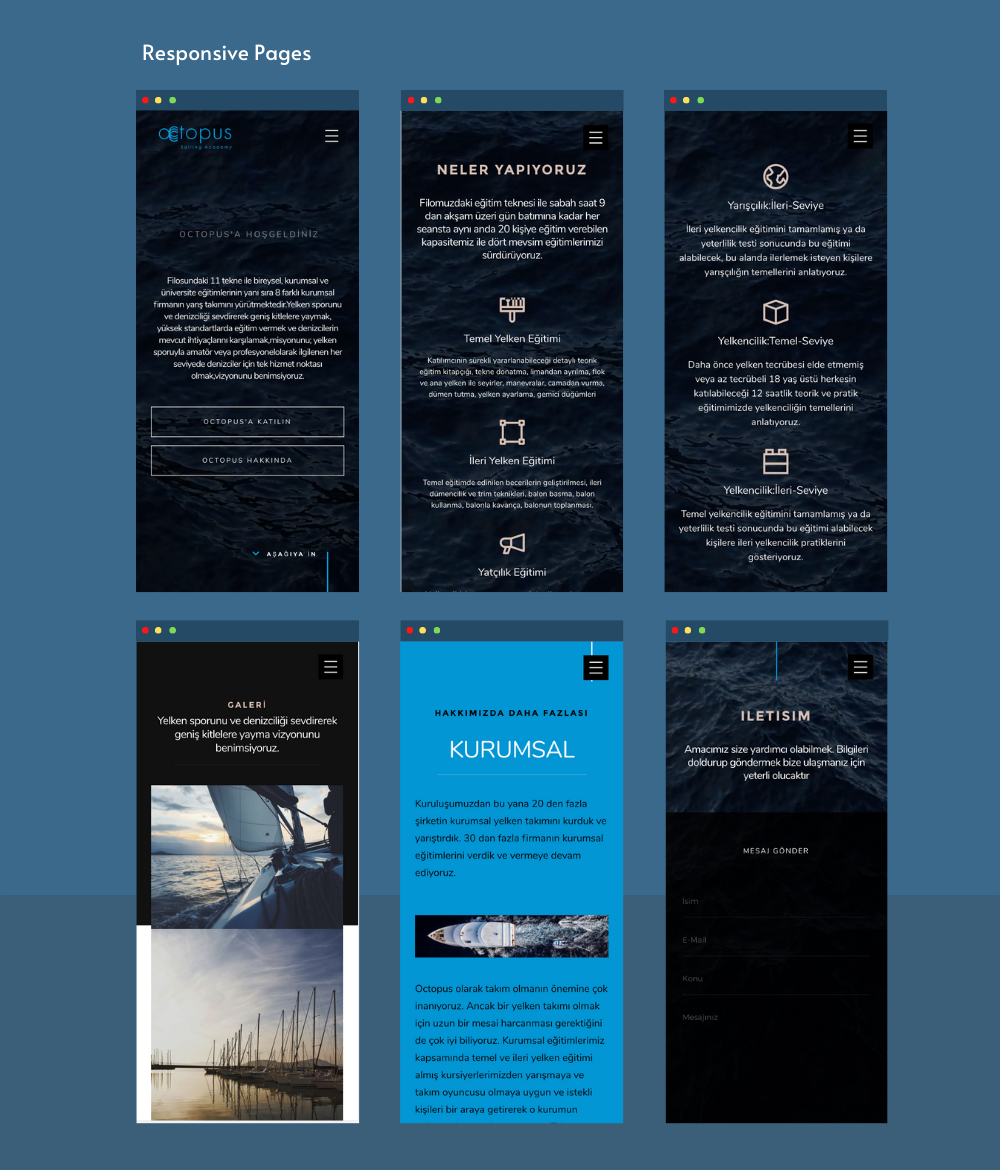 Responsive Pages
octopus
Sailing Academy
OCTOPUS'A HOŞGELDİNİZ
Filosundaki 11 tekne ile bireysel, kurumsal ve
üniversite eğitimlerinin yanı sıra 8 farklı kurumsal
firmanın yarış takımını yürütmektedir.Yelken sporunu
ve denizciliği sevdirerek geniş kitlelere yaymak,
yüksek standartlarda eğitim vermek ve denizcilerin
mevcut ihtiyaçlarını karşılamak,misyonunu; yelken
sporuyla amatör veya profesyonelolarak ilgilenen her
seviyede denizciler için tek hizmet noktası
olmak,vizyonunu benimsiyoruz.
OCTOPUS'A KATILIN
OCTOPUS HAKKINDA
AŞAĞIYA İN
NELER YAPIYORUZ
Filomuzdaki eğitim teknesi ile sabah saat 9
dan akşam üzeri gün batımına kadar her
seansta aynı anda 20 kişiye eğitim verebilen
kapasitemiz ile dört mevsim eğitimlerimizi
sürdürüyoruz.
Temel Yelken Eğitimi
Katılımcının sürekli yararlanabileceği detaylı teorik
eğitim kitapçığı, tekne donatma, limandan ayrılma, flok
ve ana yelken ile seyirler, manevralar, camadan vurma,
dümen tutma, yelken ayarlama, gemici düğümleri
İleri Yelken Eğitimi
Temel eğitimde edinilen becerilerin geliştirilmesi, ileri
dümencilik ve trim teknikleri, balon basma, balon
kullanma, balonla kavança, balonun toplanması.
Yatçılık Eğitimi
Yarışçılık:İleri-Seviye
İleri yelkencilik eğitimini tamamlamış ya da
yeterlilik testi sonucunda bu eğitimi
alabilecek, bu alanda ilerlemek isteyen kişilere
yarışçılığın temellerini anlatıyoruz.
Yelkencilik:Temel-Seviye
Daha önce yelken tecrübesi elde etmemiş
veya az tecrübeli 18 yaş üstü herkesin
katılabileceği 12 saatlik teorik ve pratik
eğitimimizde yelkenciliğin temellerini
anlatıyoruz.
Yelkencilik:İleri-Seviye
Temel yelkencilik eğitimini tamamlamış ya da
yeterlilik testi sonucunda bu eğitimi alabilecek
kişilere ileri yelkencilik pratiklerini
gösteriyoruz.
GALERİ
Yelken sporunu ve denizciliği sevdirerek
geniş kitlelere yayma vizyonunu
benimsiyoruz.
HAKKIMIZDA DAHA FAZLASI
KURUMSAL
Kuruluşumuzdan bu yana 20 den fazla
şirketin kurumsal yelken takımını kurduk ve
yarıştırdık. 30 dan fazla firmanın kurumsal
eğitimlerini verdik ve vermeye devam
ediyoruz.
Octopus olarak takım olmanın önemine çok
inanıyoruz. Ancak bir yelken takımı olmak
için uzun bir mesai harcanması gerektiğini
de çok iyi biliyoruz. Kurumsal eğitimlerimiz
kapsamında temel ve ileri yelken eğitimi
almış kursiyerlerimizden yarışmaya ve
takım oyuncusu olmaya uygun ve istekli
kişileri bir araya getirerek o kurumun
ILETISIM
Amacımız size yardımcı olabilmek. Bilgileri
doldurup göndermek bize ulaşmanız için
yeterli olucaktır
MESAJ GÖNDER
İsim
E-Mail
Konu
Mesajınız